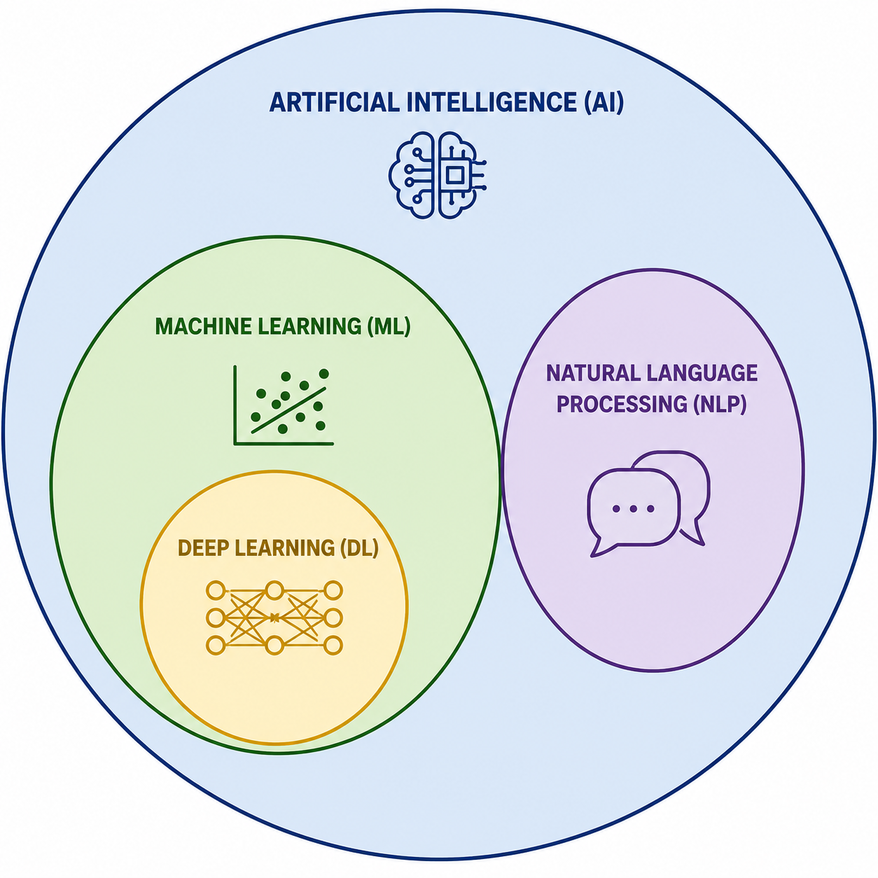 ARTIFICIAL INTELLIGENCE (AI)
MACHINE LEARNING (ML)
NATURAL LANGUAGE
PROCESSING (NLP)
DEEP LEARNING (DL)